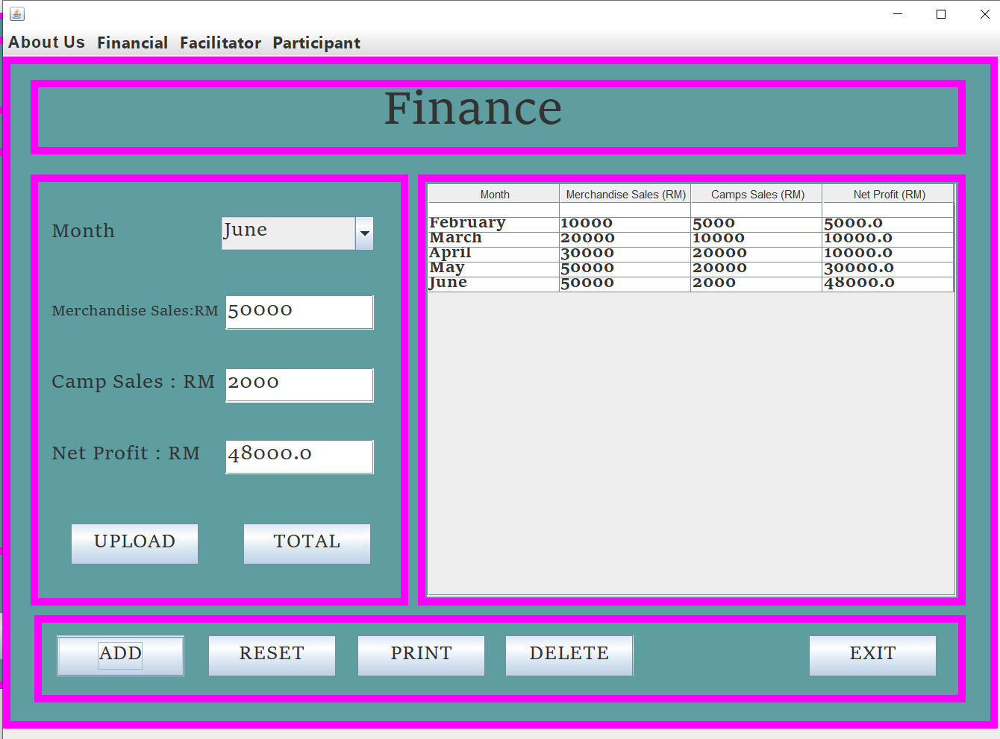 About Us Financial Facilitator Participant
Finance
Month June
Merchandise Sales:RM 50000
Camp Sales : RM 2000
Net Profit : RM 48000.0
UPLOAD TOTAL
Month Merchandise Sales (RM) Camps Sales (RM) Net Profit (RM)
February 10000 5000 5000.0
March 20000 10000 10000.0
April 30000 20000 10000.0
May 50000 20000 30000.0
June 50000 2000 48000.0
ADD RESET PRINT DELETE EXIT